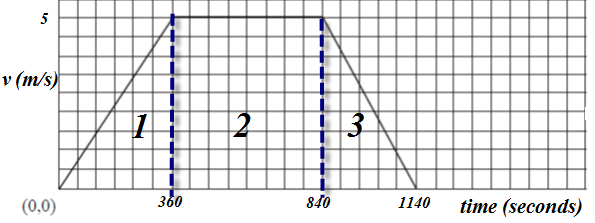 5
v (m/s)
1 2 3
(0,0) 360 840 1140 time (seconds)